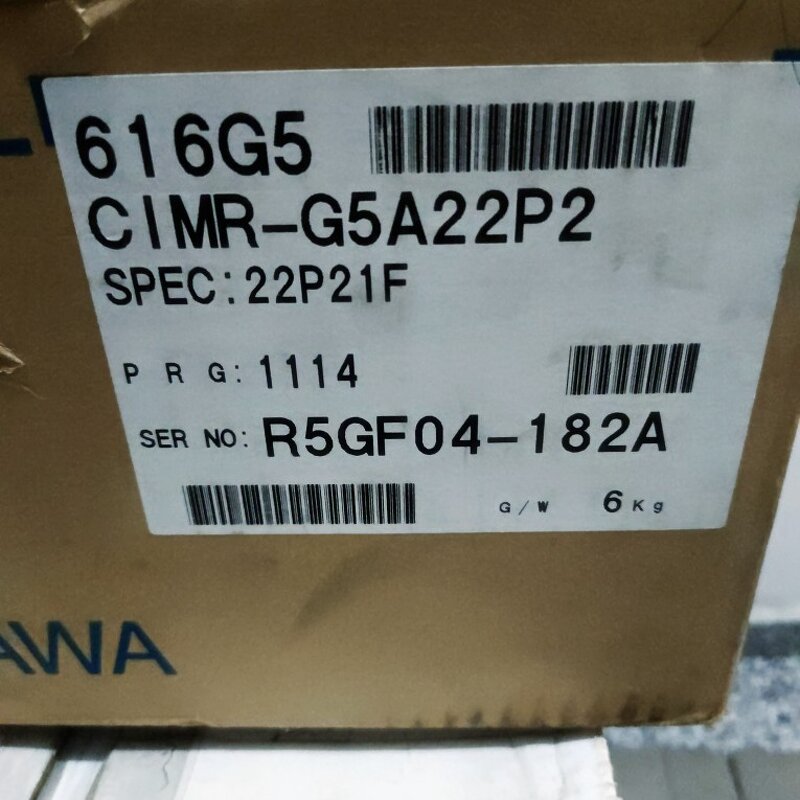 616G5
CIMR-G5A22P2
SPEC:22P21F
PRG:1114
SER NO:R5GF04-182A
G/W 6Kg
AWA